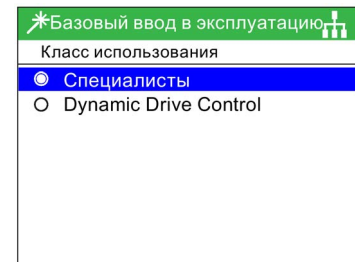 Базовый ввод в эксплуатацию
Класс использования
Специалисты
Dynamic Drive Control